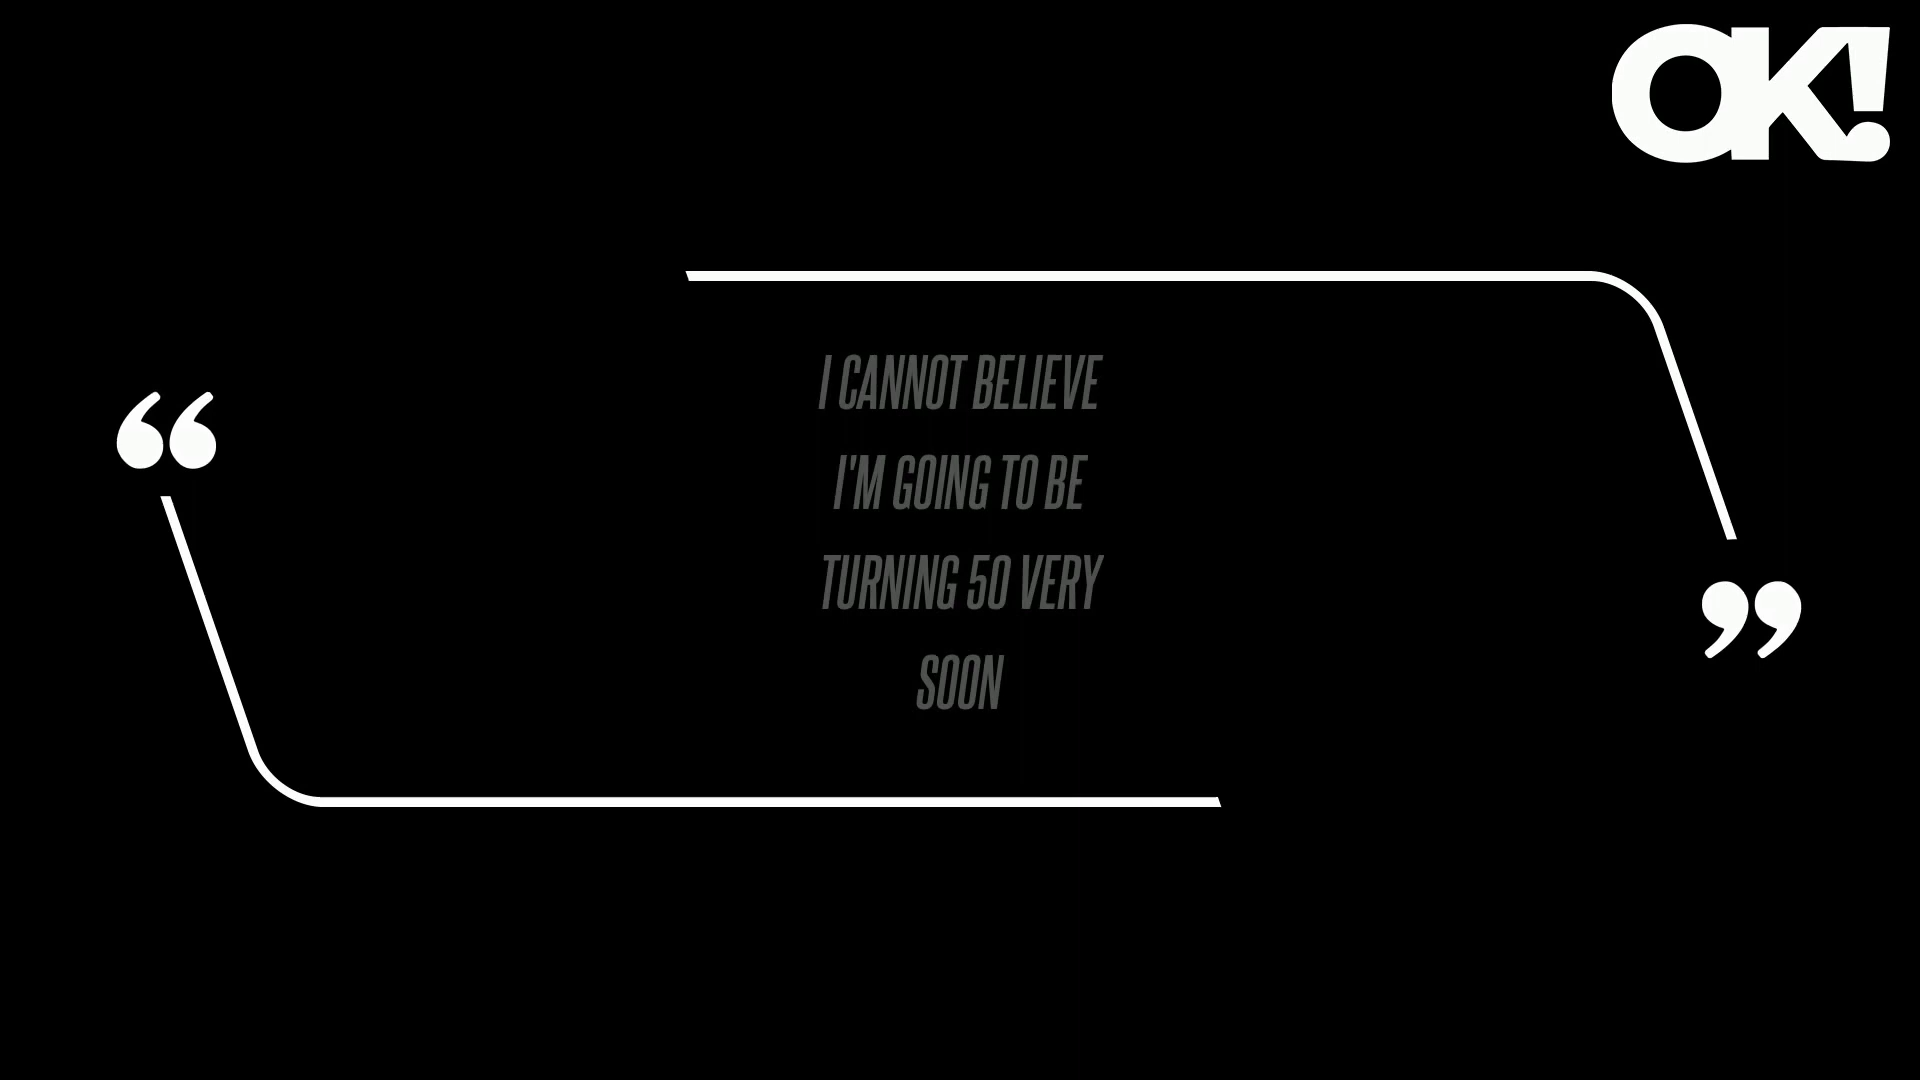 OK!
“
I CANNOT BELIEVE
I'M GOING TO BE
TURNING 50 VERY
SOON
”